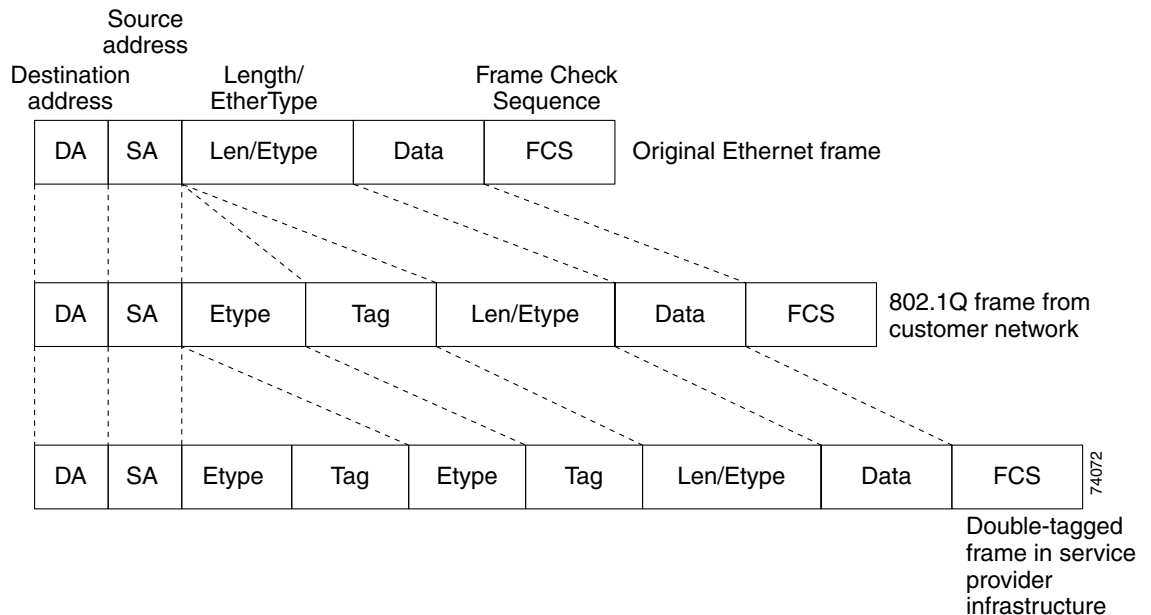 Source
address
Destination
address
Length/
EtherType
Frame Check
Sequence
DA SA Len/Etype Data FCS Original Ethernet frame
DA SA Etype Tag Len/Etype Data FCS
802.1Q frame from
customer network
DA SA Etype Tag Etype Tag Len/Etype Data FCS
74072
Double-tagged
frame in service
provider
infrastructure